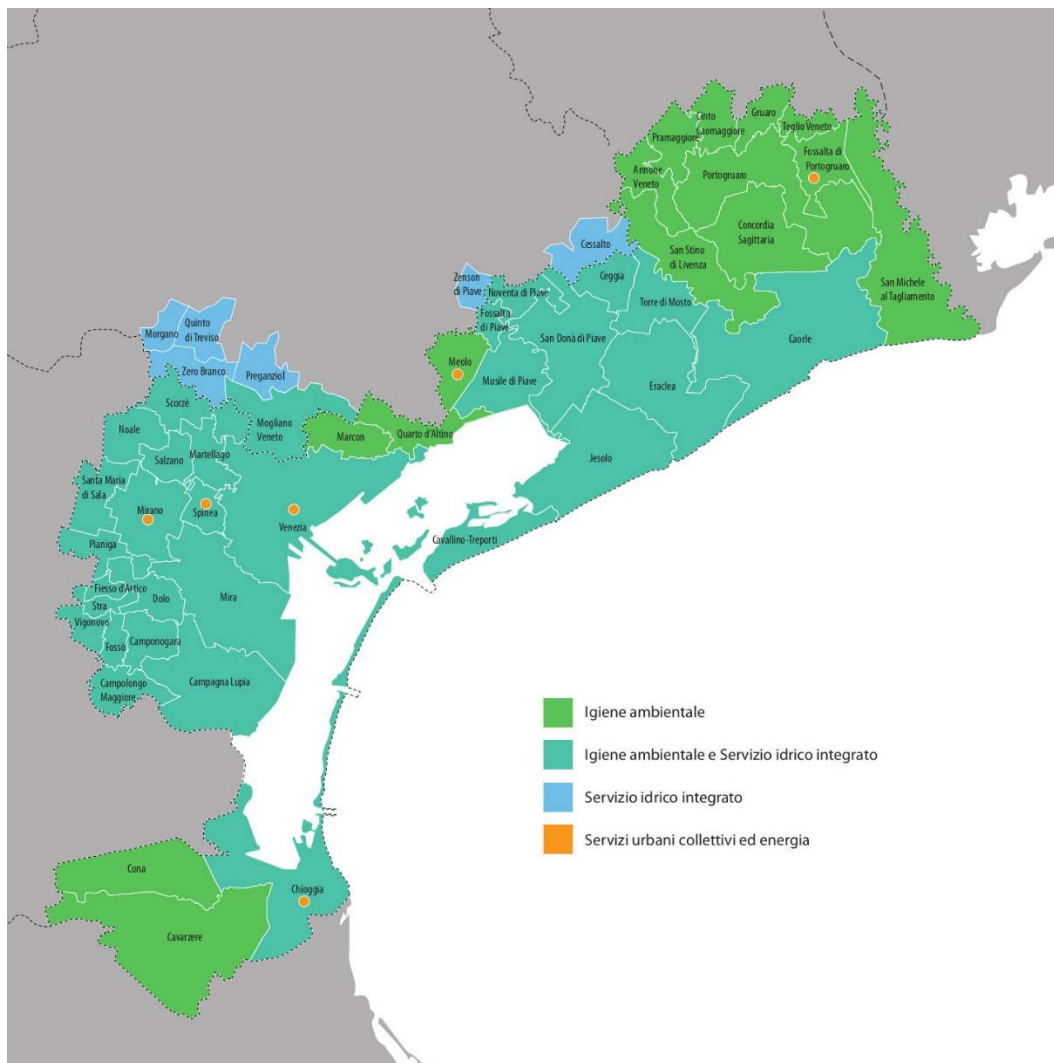 Cinto
Caomaggiore
Gruaro
Teglio Veneto
Pramaggiore
Fossalta di
Portogruaro
Annone
Veneto
Portogruaro
Concordia
Sagittaria
San Stino
di Livenza
San Michele
al Tagliamento
Cessalto
Ceggia
Zenson
di Piave
Noventa di Piave
Torre di Mosto
Fossalta
di Piave
San Donà di Piave
Caorle
Quinto
di Treviso
Morgano
Zero Branco
Preganziol
Meolo
Musile di Piave
Eraclea
Scorzè
Mogliano
Veneto
Noale
Martellago
Marcon
Quarto d'Altino
Salzano
Jesolo
Santa Maria
di Sala
Mirano
Spinea
Venezia
Pianiga
Cavallino-Treporti
Fiesso d'Artico
Dolo
Mira
Stra
Vigonovo
Fossò
Camponogara
Campolongo
Maggiore
Campagna Lupia
Igiene ambientale
Igiene ambientale e Servizio idrico integrato
Servizio idrico integrato
Servizi urbani collettivi ed energia
Cona
Chioggia
Cavarzere